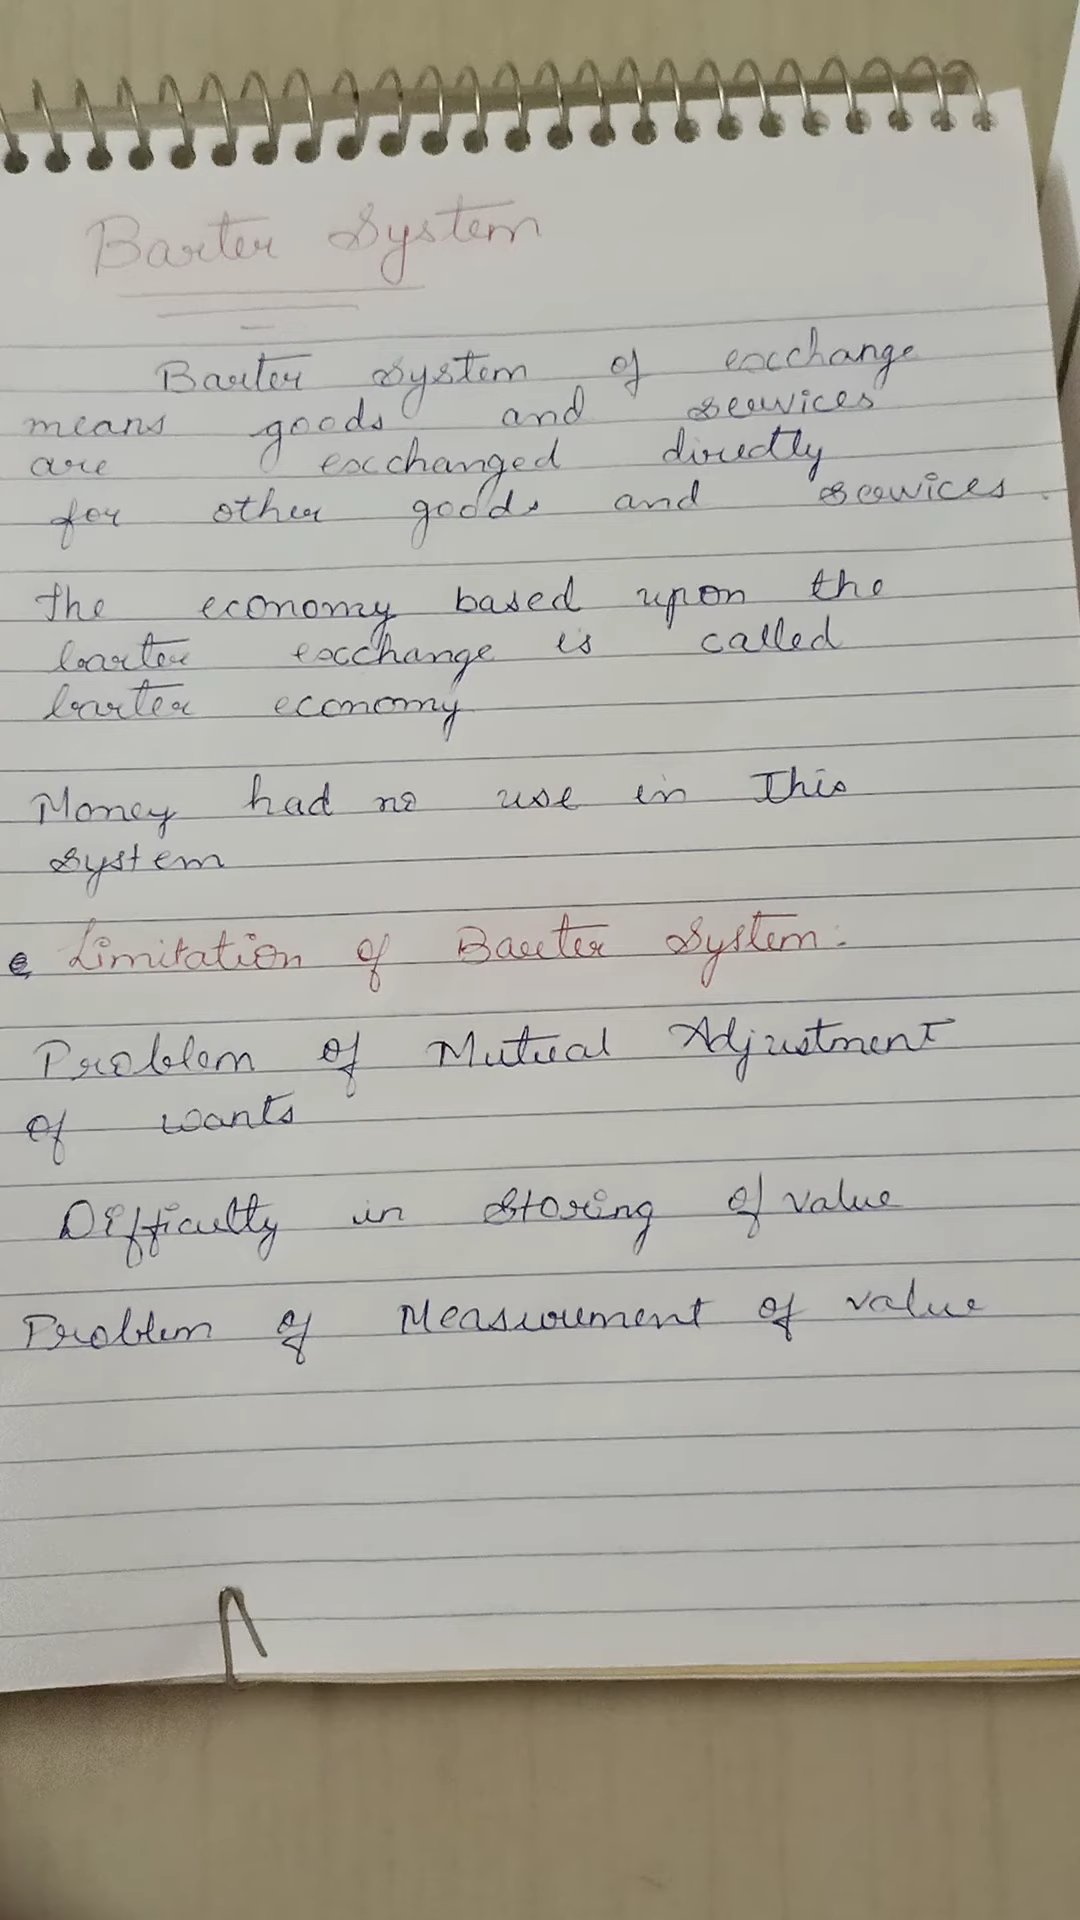 Barter System
Barter system of exchange
means goods and services
are exchanged directly
for other goods and services.
The economy based upon the
barter exchange is called
barter economy
Money had no use in This
system
Limitation of Barter System:
Problem of Mutual Adjustment
of wants
Difficulty in Storing of value
Problem of Measurement of value